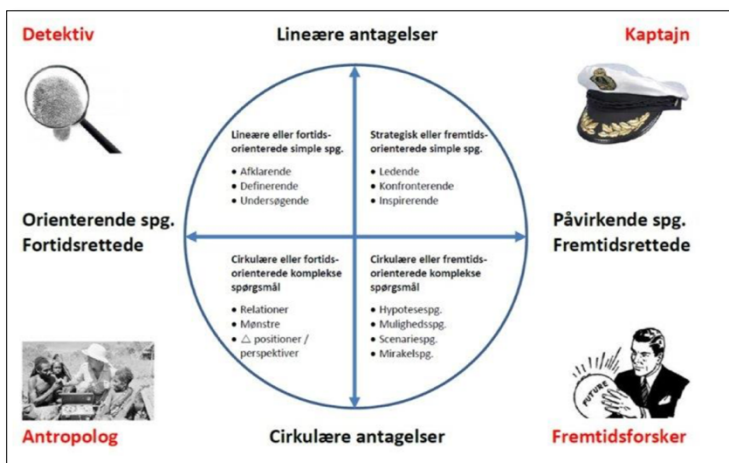 Detektiv
Lineære antagelser
Kaptajn
Lineære eller fortids-
orienterede simple spg.
• Afklarende
• Definerende
• Undersøgende
Strategisk eller fremtids-
orienterede simple spg.
• Ledende
• Konfronterende
• Inspirerende
Orienterende spg.
Fortidsrettede
Påvirkende spg.
Fremtidsrettede
Cirkulære eller fortids-
orienterede komplekse
spørgsmål
• Relationer
• Mønstre
• △ positioner /
perspektiver
Cirkulære eller fremtids-
orienterede komplekse
spørgsmål
• Hypotesespg.
• Mulighedsspg.
• Scenariespg.
• Mirakelspg.
FUTURE
Antropolog
Cirkulære antagelser
Fremtidsforsker